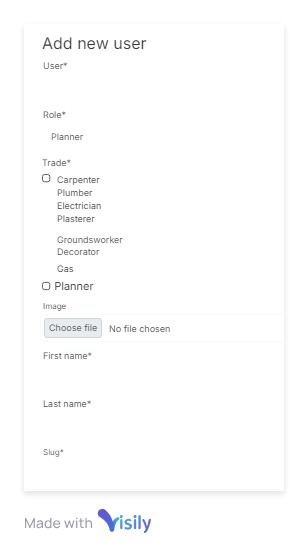 Add new user
User*
Role*
Planner
Trade*
Carpenter
Plumber
Electrician
Plasterer
Groundsworker
Decorator
Gas
Planner
Image
Choose file No file chosen
First name*
Last name*
Slug*
Made with Visily